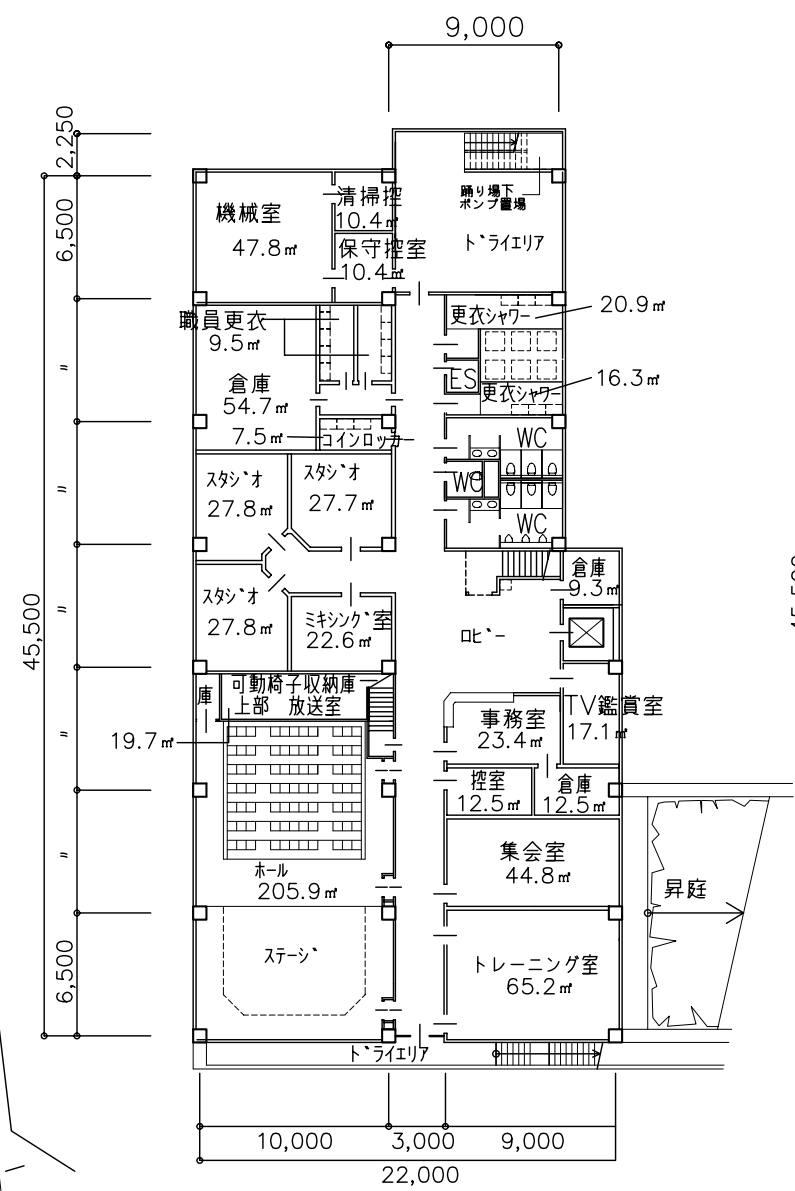 9,000
2,250
6,500
〃
〃
〃
〃
〃
6,500
45,500
踊り場下
ポンプ置場
ドライエリア
清掃控
10.4㎡
機械室
47.8㎡
保守控室
10.4㎡
職員更衣
9.5㎡
更衣シャワー
20.9㎡
倉庫
54.7㎡
ES
更衣シャワー
16.3㎡
7.5㎡
コインロッカー
WC
WC
WC
スタジオ
27.8㎡
スタジオ
27.7㎡
倉庫
9.3㎡
スタジオ
27.8㎡
ミキシング室
22.6㎡
ロビー
庫
可動椅子収納庫
上部 放送室
19.7㎡
事務室
23.4㎡
TV鑑賞室
17.1㎡
控室
12.5㎡
倉庫
12.5㎡
ホール
205.9㎡
集会室
44.8㎡
昇庭
ステージ
トレーニング室
65.2㎡
ドライエリア
10,000
3,000
9,000
22,000